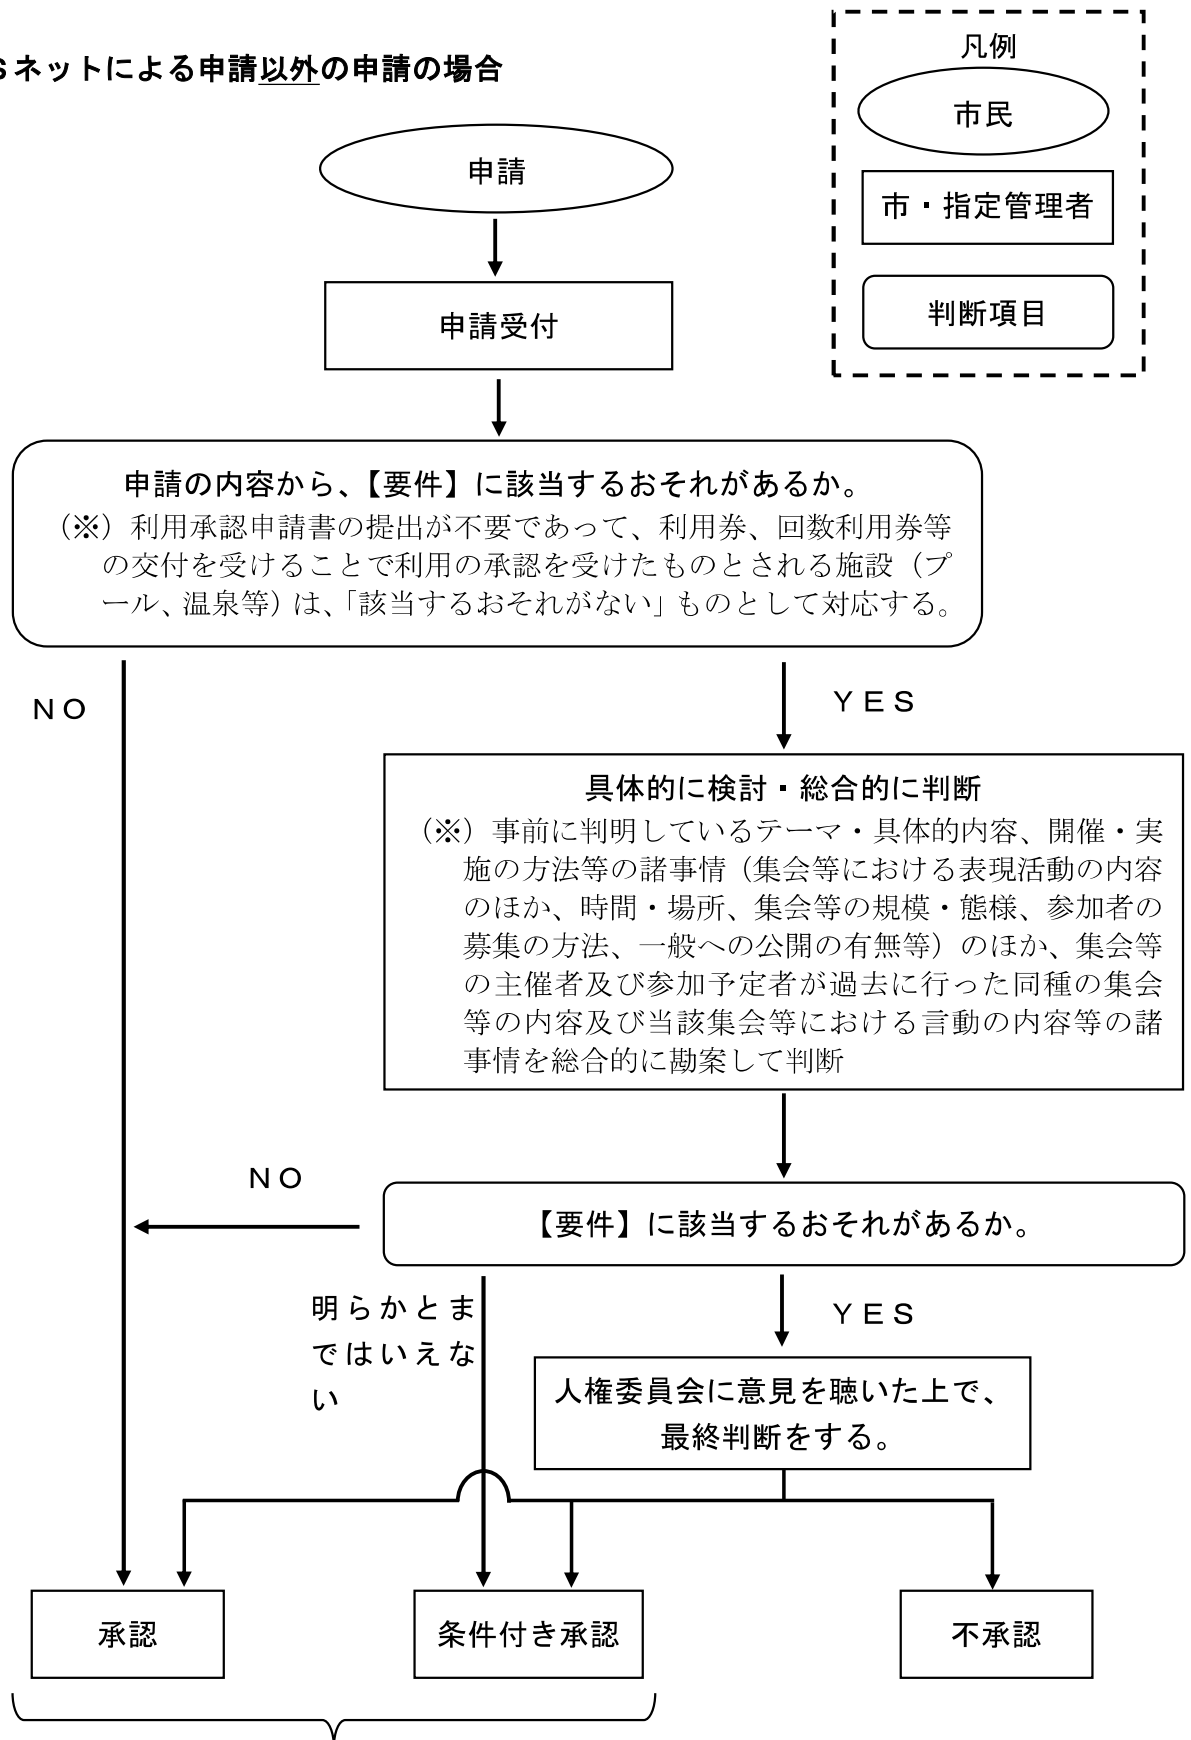 Sネットによる申請以外の申請の場合
凡例
市民
市・指定管理者
判断項目
申請
申請受付
申請の内容から、【要件】に該当するおそれがあるか。
（※）利用承認申請書の提出が不要であって、利用券、回数利用券等
の交付を受けることで利用の承認を受けたものとされる施設（プ
ール、温泉等）は、「該当するおそれがない」ものとして対応する。
ＮＯ
ＹＥＳ
具体的に検討・総合的に判断
（※）事前に判明しているテーマ・具体的内容、開催・実
施の方法等の諸事情（集会等における表現活動の内容
のほか、時間・場所、集会等の規模・態様、参加者の
募集の方法、一般への公開の有無等）のほか、集会等
の主催者及び参加予定者が過去に行った同種の集会
等の内容及び当該集会等における言動の内容等の諸
事情を総合的に勘案して判断
ＮＯ
【要件】に該当するおそれがあるか。
明らかとま
ではいえな
い
ＹＥＳ
人権委員会に意見を聴いた上で、
最終判断をする。
承認
条件付き承認
不承認